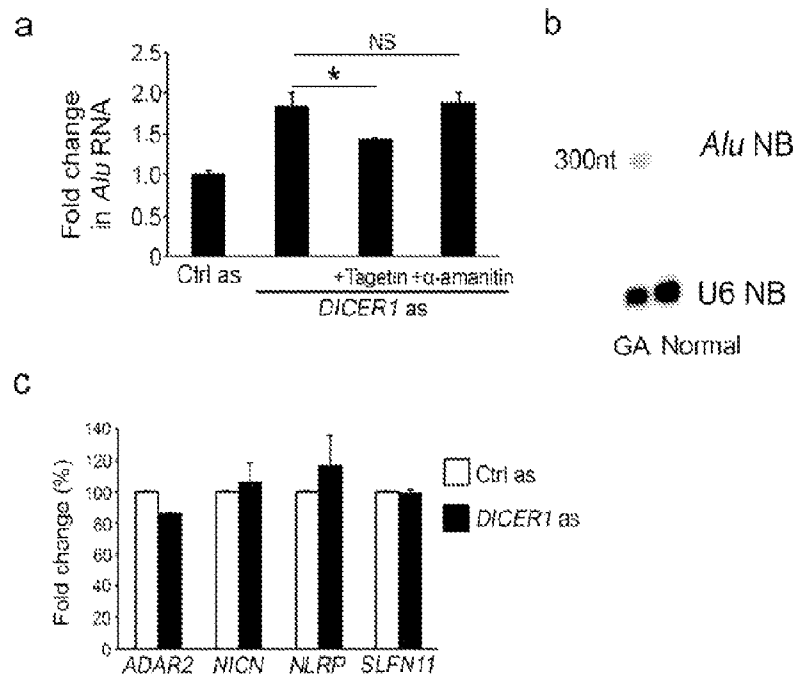 a
Fold change
in Alu RNA
2.5
2.0
1.5
1.0
0.5
0
NS
*
Ctrl as
+Tagetin +α-amanitin
DICER1 as
b
300nt
Alu NB
U6 NB
GA Normal
c
Fold change (%)
140
120
100
80
60
40
20
0
ADAR2 NICN NLRP SLFN11
Ctrl as
DICER1 as